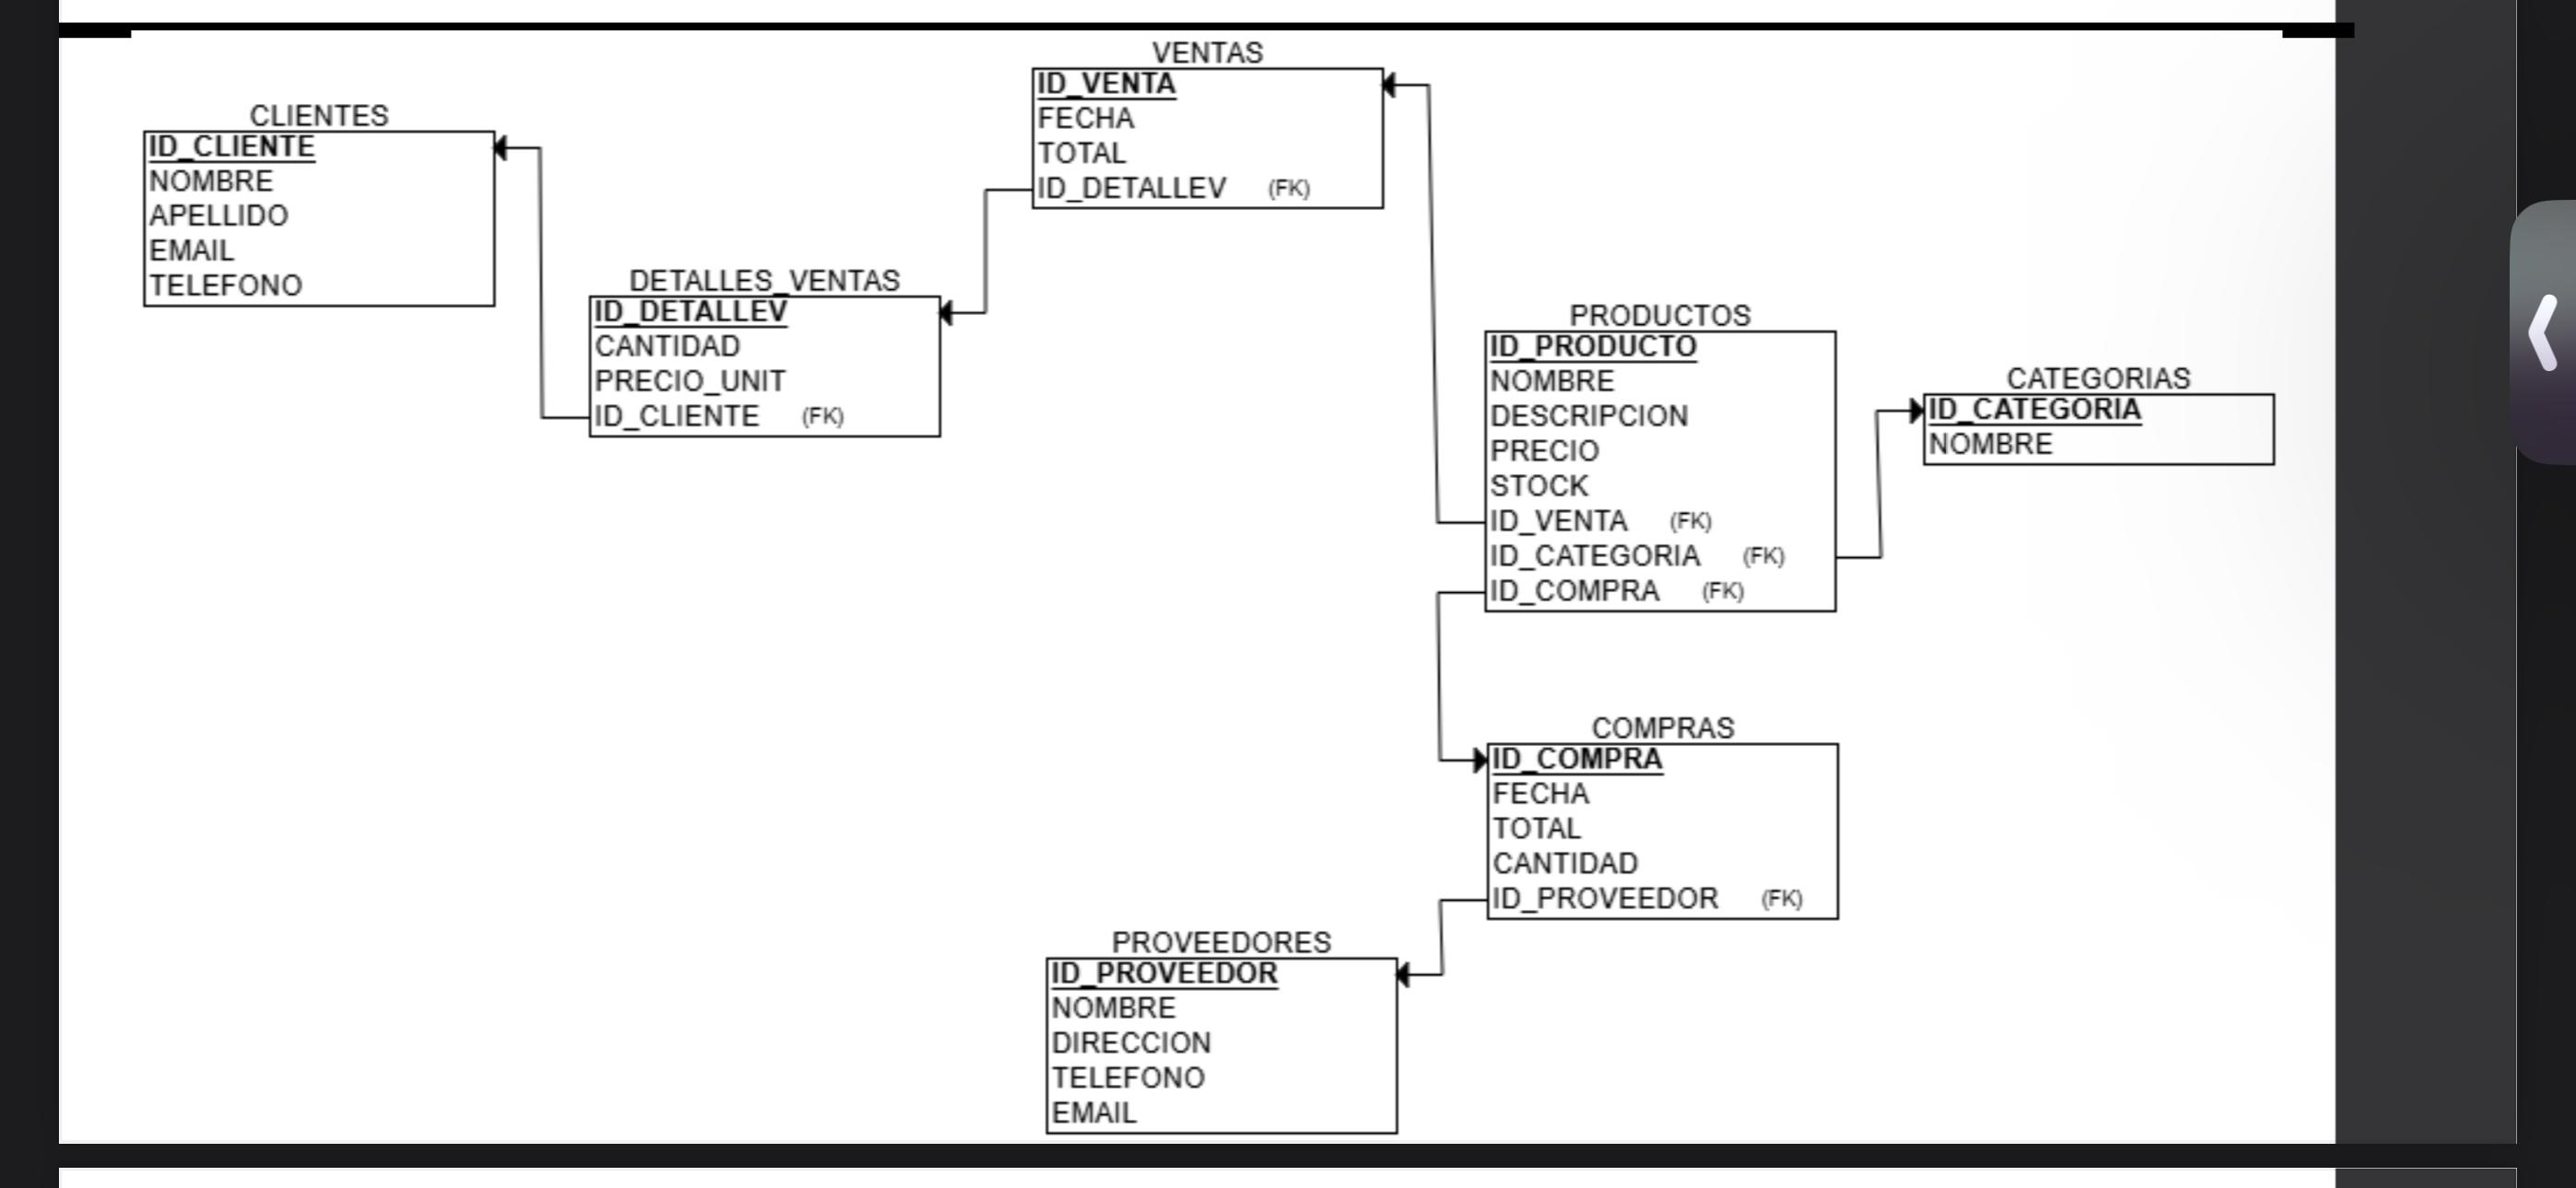 CLIENTES
ID_CLIENTE
NOMBRE
APELLIDO
EMAIL
TELEFONO
DETALLES_VENTAS
ID_DETALLEV
CANTIDAD
PRECIO_UNIT
ID_CLIENTE (FK)
VENTAS
ID_VENTA
FECHA
TOTAL
ID_DETALLEV (FK)
PRODUCTOS
ID_PRODUCTO
NOMBRE
DESCRIPCION
PRECIO
STOCK
ID_VENTA (FK)
ID_CATEGORIA (FK)
ID_COMPRA (FK)
CATEGORIAS
ID_CATEGORIA
NOMBRE
COMPRAS
ID_COMPRA
FECHA
TOTAL
CANTIDAD
ID_PROVEEDOR (FK)
PROVEEDORES
ID_PROVEEDOR
NOMBRE
DIRECCION
TELEFONO
EMAIL